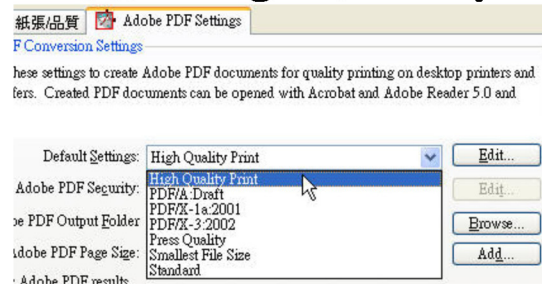 紙張/品質 Adobe PDF Settings
F Conversion Settings
hese settings to create Adobe PDF documents for quality printing on desktop printers and
fers. Created PDF documents can be opened with Acrobat and Adobe Reader 5.0 and
Default Settings: High Quality Print Edit...
High Quality Print
Adobe PDF Security: PDF/A:Draft Edit...
PDF/X-1a:2001
be PDF Output Folder PDF/X-3:2002 Browse...
Press Quality
Adobe PDF Page Size: Smallest File Size Add...
Standard
Adobe PDF results